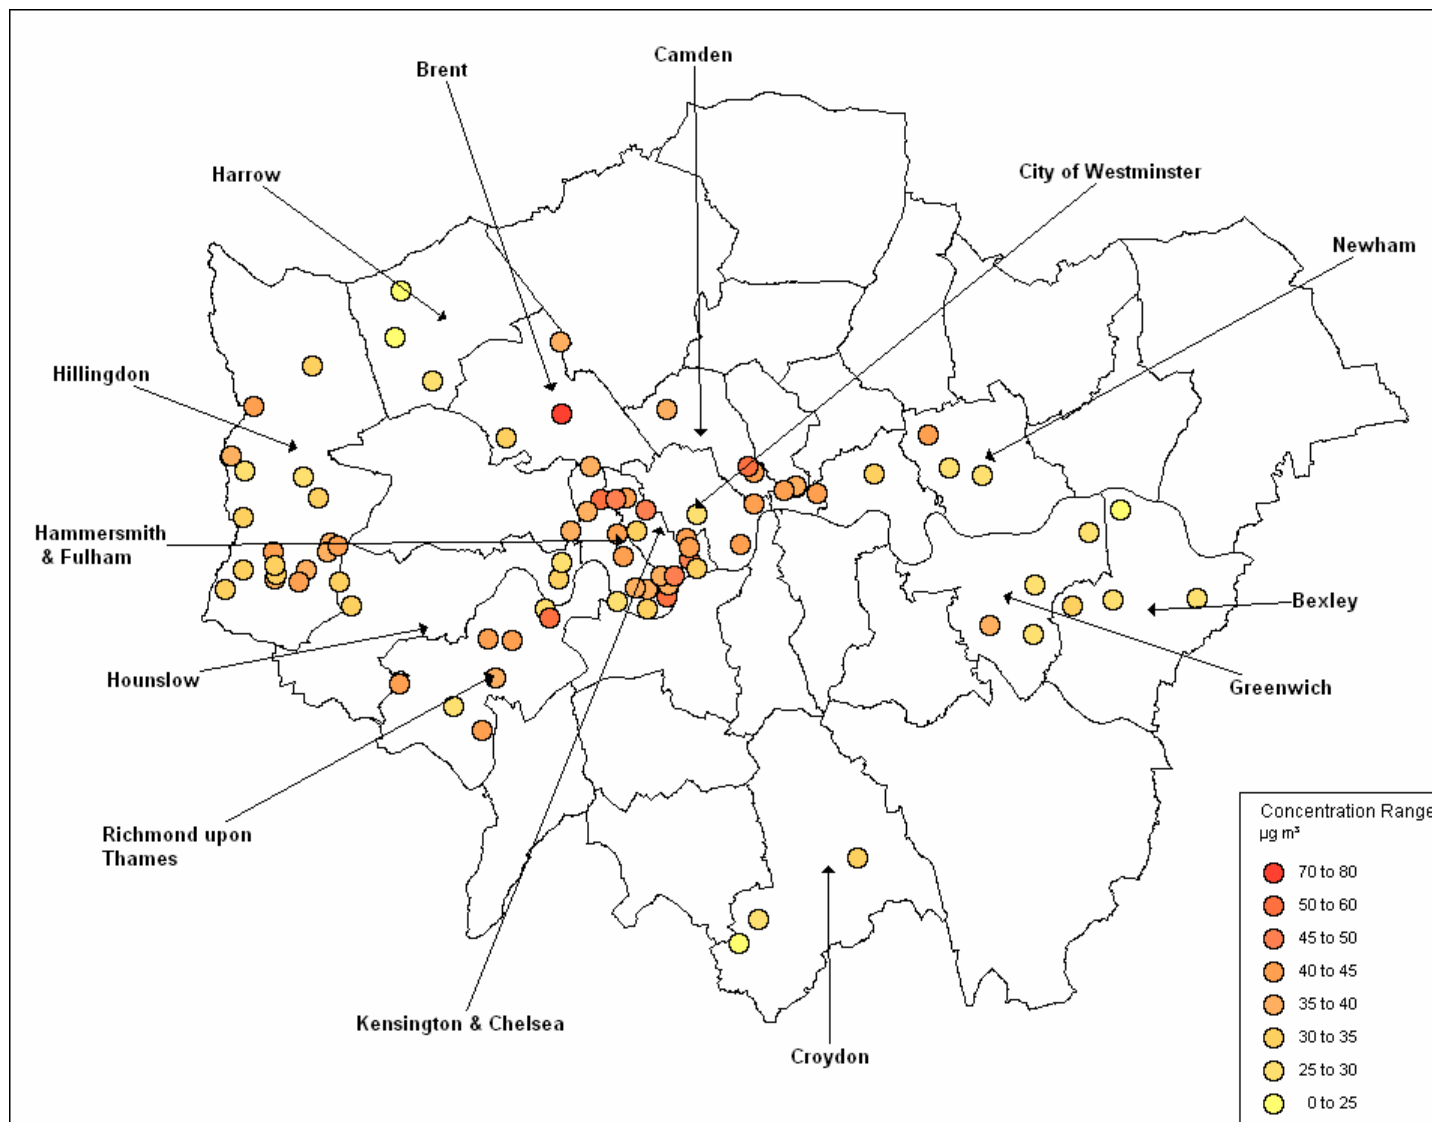 Camden
Brent
City of Westminster
Harrow
Newham
Hillingdon
Hammersmith
& Fulham
Bexley
Hounslow
Greenwich
Richmond upon
Thames
Kensington & Chelsea
Croydon
Concentration Range
µg m³
70 to 80
50 to 60
45 to 50
40 to 45
35 to 40
30 to 35
25 to 30
0 to 25